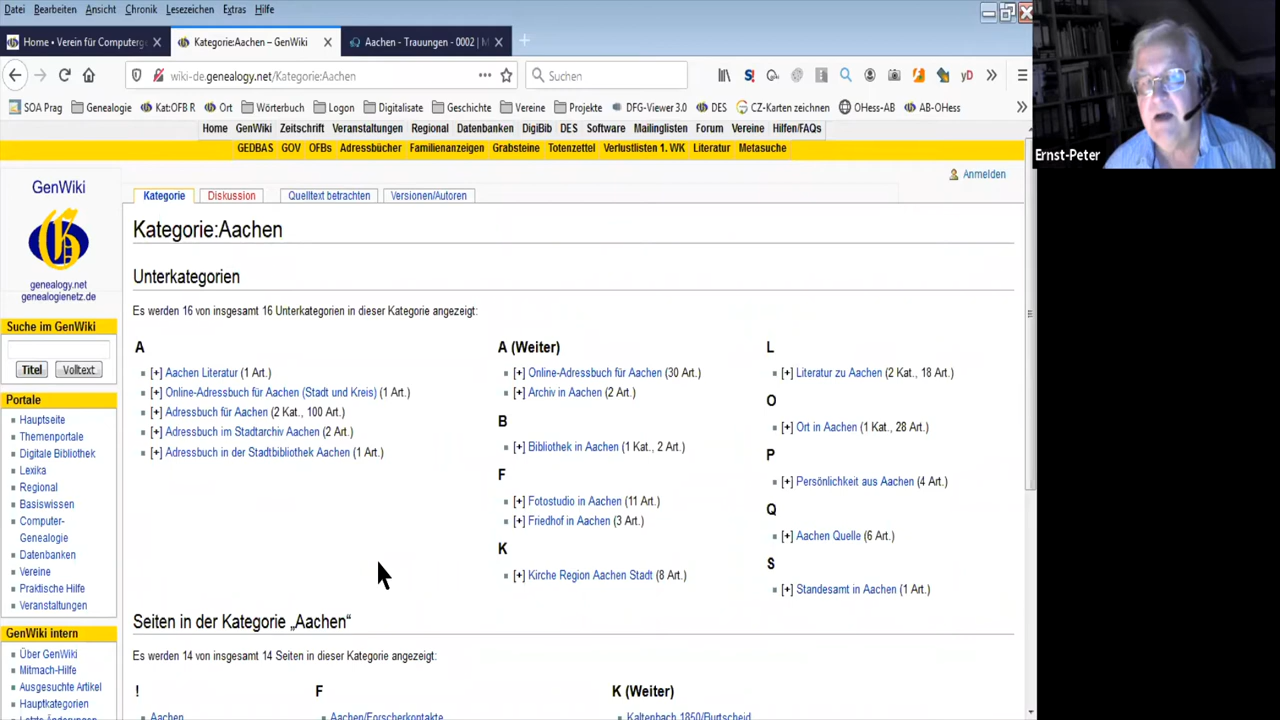 Datei Bearbeiten Ansicht Chronik Lesezeichen Extras Hilfe
Home • Verein für Computerge
Kategorie:Aachen – GenWiki
Aachen - Trauungen - 0002 | M
wiki-de.genealogy.net/Kategorie:Aachen
Suchen
SOA Prag Genealogie Kat:OFB R Ort Wörterbuch Logon Digitalisate Geschichte Vereine Projekte DFG-Viewer 3.0 DES CZ-Karten zeichnen OHess-AB AB-OHess
Home GenWiki Zeitschrift Veranstaltungen Regional Datenbanken DigiBib DES Software Mailinglisten Forum Vereine Hilfen/FAQs
GEDBAS GOV OFBs Adressbücher Familienanzeigen Grabsteine Totenzettel Verlustlisten 1. WK Literatur Metasuche
Ernst-Peter
Anmelden
GenWiki
genealogy.net
genealogienetz.de
Suche im GenWiki
Titel Volltext
Portale
Hauptseite
Themenportale
Digitale Bibliothek
Lexika
Regional
Basiswissen
Computer-
Genealogie
Datenbanken
Vereine
Praktische Hilfe
Veranstaltungen
GenWiki intern
Über GenWiki
Mitmach-Hilfe
Ausgesuchte Artikel
Hauptkategorien
Letzte Änderungen
Kategorie Diskussion Quelltext betrachten Versionen/Autoren
Kategorie:Aachen
Unterkategorien
Es werden 16 von insgesamt 16 Unterkategorien in dieser Kategorie angezeigt:
A
[+] Aachen Literatur (1 Art.)
[+] Online-Adressbuch für Aachen (Stadt und Kreis) (1 Art.)
[+] Adressbuch für Aachen (2 Kat., 100 Art.)
[+] Adressbuch im Stadtarchiv Aachen (2 Art.)
[+] Adressbuch in der Stadtbibliothek Aachen (1 Art.)
A (Weiter)
[+] Online-Adressbuch für Aachen (30 Art.)
[+] Archiv in Aachen (2 Art.)
B
[+] Bibliothek in Aachen (1 Kat., 2 Art.)
F
[+] Fotostudio in Aachen (11 Art.)
[+] Friedhof in Aachen (3 Art.)
K
[+] Kirche Region Aachen Stadt (8 Art.)
L
[+] Literatur zu Aachen (2 Kat., 18 Art.)
O
[+] Ort in Aachen (1 Kat., 28 Art.)
P
[+] Persönlichkeit aus Aachen (4 Art.)
Q
[+] Aachen Quelle (6 Art.)
S
[+] Standesamt in Aachen (1 Art.)
Seiten in der Kategorie „Aachen“
Es werden 14 von insgesamt 14 Seiten in dieser Kategorie angezeigt:
!
Aachen
F
Aachen/Forscherkontakte
K (Weiter)
Kaltenbach 1850/Burtscheid